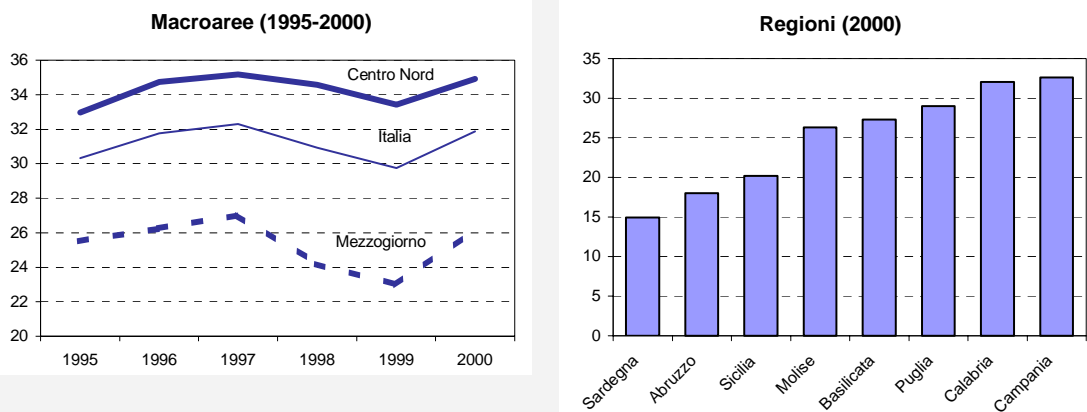 Macroaree (1995-2000)
36
34
32
30
28
26
24
22
20
Centro Nord
Italia
Mezzogiorno
1995 1996 1997 1998 1999 2000
Regioni (2000)
35
30
25
20
15
10
5
0
Sardegna
Abruzzo
Sicilia
Molise
Basilicata
Puglia
Calabria
Campania